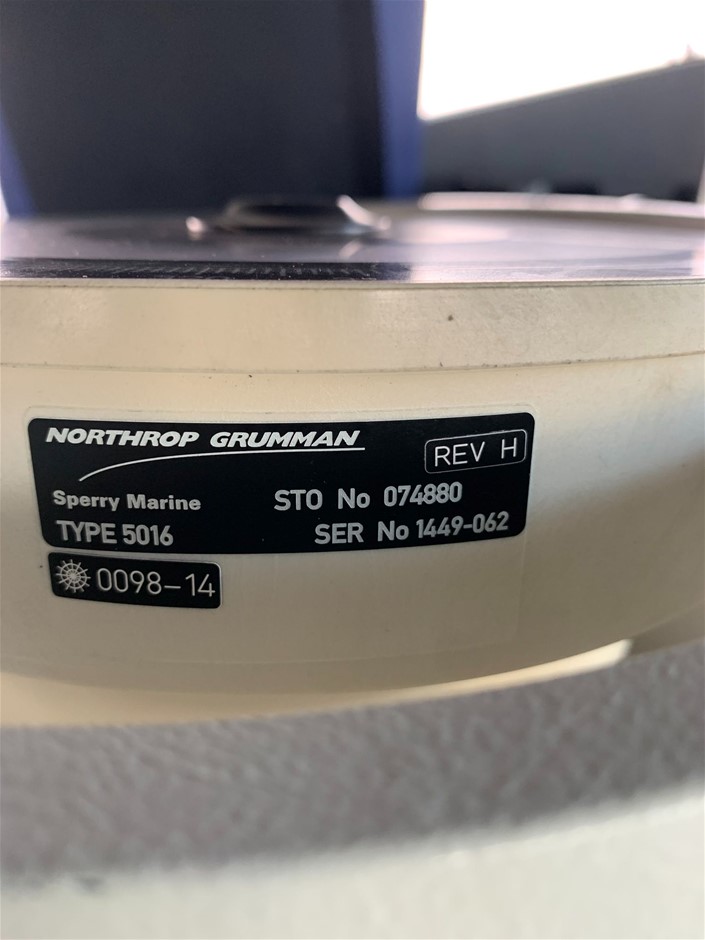 NORTHROP GRUMMAN
REV H
Sperry Marine STO No 074880
TYPE 5016 SER No 1449-062
0098-14